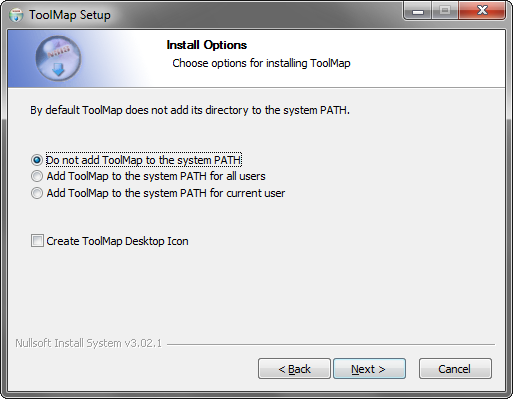 ToolMap Setup
Install Options
Choose options for installing ToolMap
By default ToolMap does not add its directory to the system PATH.
Do not add ToolMap to the system PATH
Add ToolMap to the system PATH for all users
Add ToolMap to the system PATH for current user
Create ToolMap Desktop Icon
Nullsoft Install System v3.02.1
< Back Next > Cancel